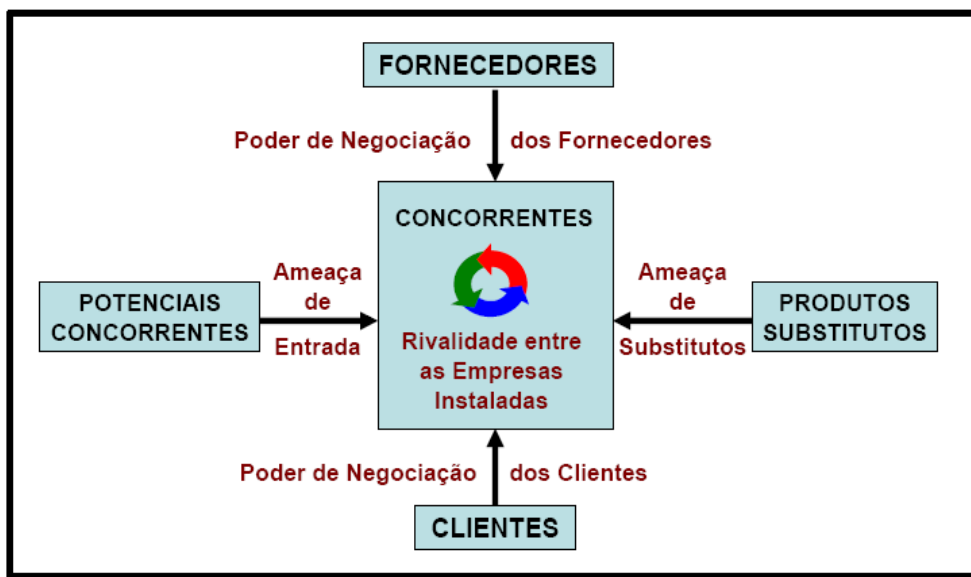 FORNECEDORES
Poder de Negociação dos Fornecedores
CONCORRENTES
Rivalidade entre
as Empresas
Instaladas
POTENCIAIS
CONCORRENTES
Ameaça
de
Entrada
Ameaça
de
Substitutos
PRODUTOS
SUBSTITUTOS
Poder de Negociação dos Clientes
CLIENTES